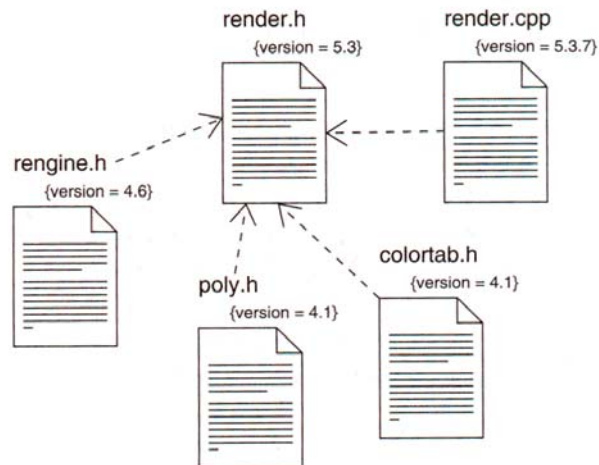 render.h
{version = 5.3}
render.cpp
{version = 5.3.7}
rengine.h
{version = 4.6}
poly.h
{version = 4.1}
colortab.h
{version = 4.1}